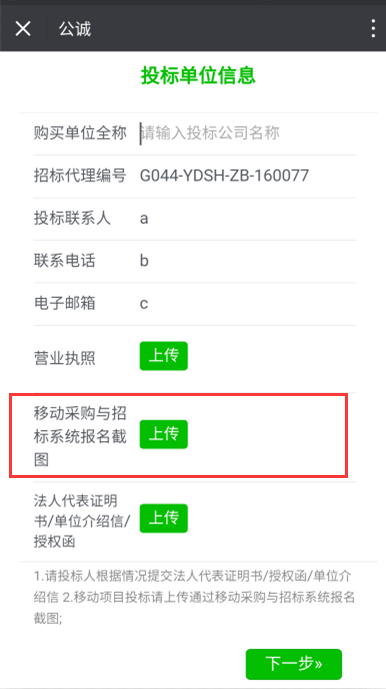 公诚
投标单位信息
购买单位全称 请输入投标公司名称
招标代理编号 G044-YDSH-ZB-160077
投标联系人 a
联系电话 b
电子邮箱 c
营业执照 上传
移动采购与招
标系统报名截
图
上传
法人代表证明
书/单位介绍信/
授权函
上传
1.请投标人根据情况提交法人代表证明书/授权函/单位介
绍信 2.移动项目投标请上传通过移动采购与招标系统报名
截图;
下一步»